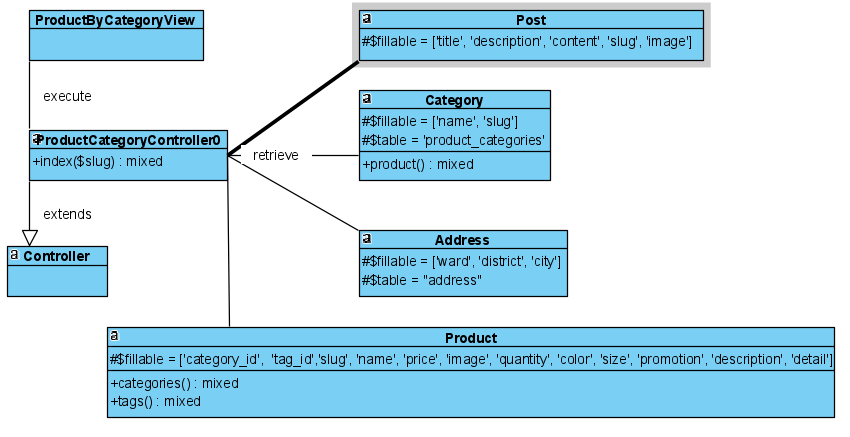 ProductByCategoryView
a
Post
#$fillable = ['title', 'description', 'content', 'slug', 'image']
execute
a
Category
#$fillable = ['name', 'slug']
#$table = 'product_categories'
+product() : mixed
a
ProductCategoryController0
+index($slug) : mixed
retrieve
extends
a
Controller
a
Address
#$fillable = ['ward', 'district', 'city']
#$table = "address"
a
Product
#$fillable = ['category_id', 'tag_id','slug', 'name', 'price', 'image', 'quantity', 'color', 'size', 'promotion', 'description', 'detail']
+categories() : mixed
+tags() : mixed